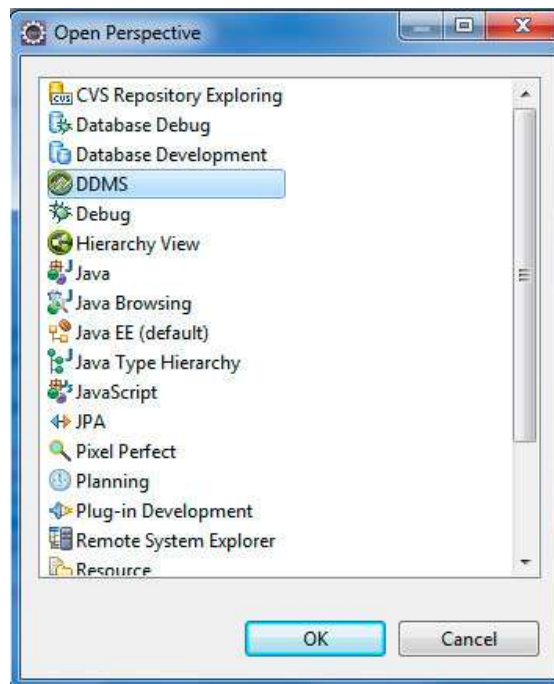 Open Perspective
CVS Repository Exploring
Database Debug
Database Development
DDMS
Debug
Hierarchy View
Java
Java Browsing
Java EE (default)
Java Type Hierarchy
JavaScript
JPA
Pixel Perfect
Planning
Plug-in Development
Remote System Explorer
Resource
OK Cancel